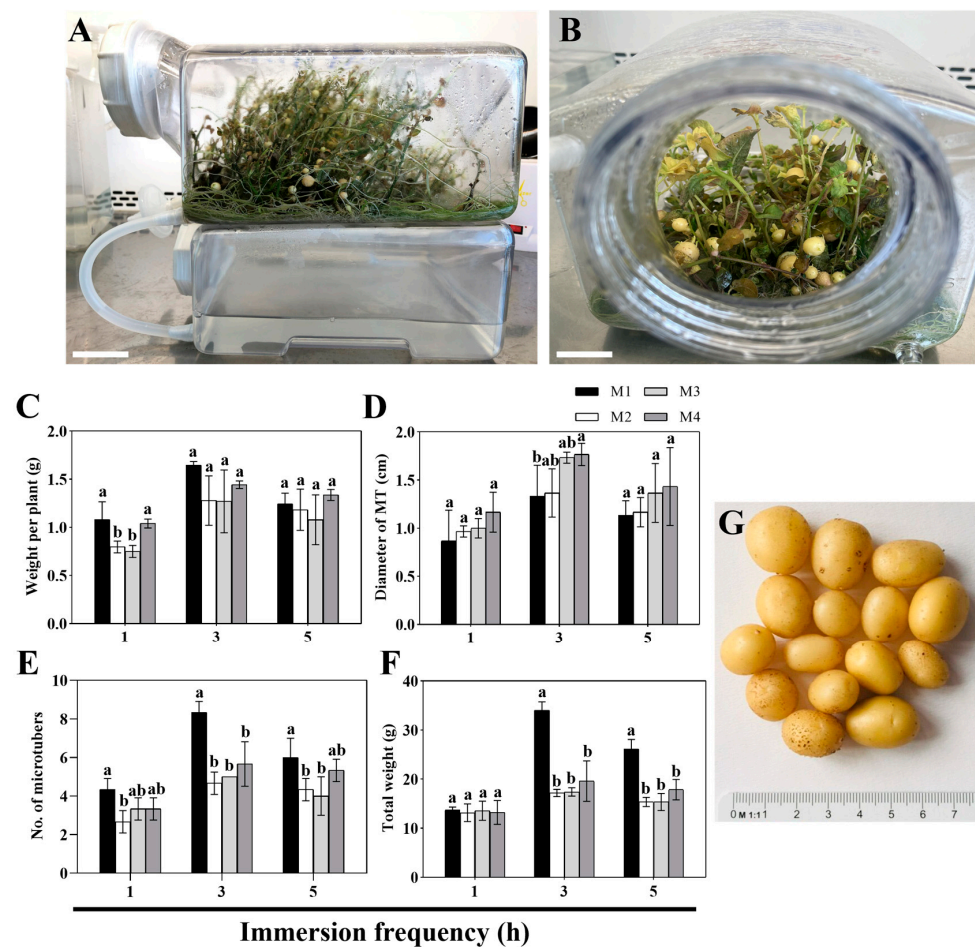 A
B
C
D
M1
M3
M2
M4
Weight per plant (g)
2.0
1.5
1.0
0.5
0.0
a
b
b
a
a
a
a
a
a
a
a
a
1
3
5
Diameter of MT (cm)
2.0
1.5
1.0
0.5
0.0
a
a
a
a
b
ab
ab
a
a
a
a
a
1
3
5
G
0 M 1:1 1 2 3 4 5 6 7
E
F
No. of microtubers
10
8
6
4
2
0
a
b
ab
ab
a
b
b
b
a
b
b
ab
1
3
5
Total weight (g)
40
30
20
10
0
a
a
a
a
a
b
b
b
a
b
b
b
1
3
5
Immersion frequency (h)